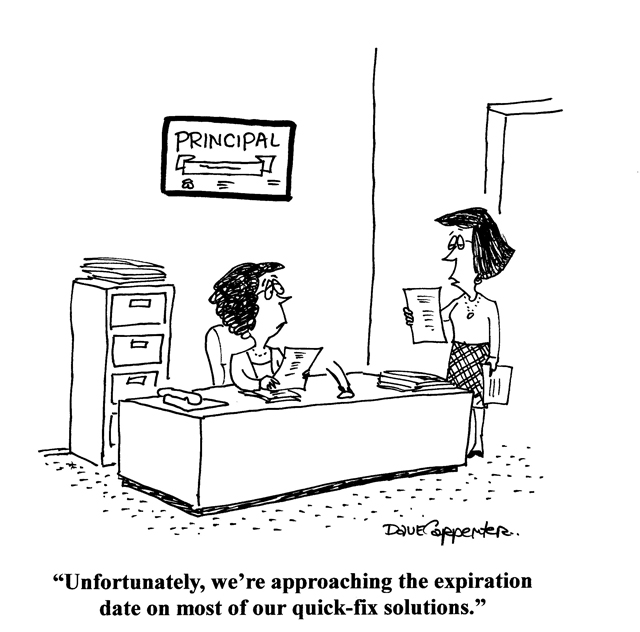 PRINCIPAL
Dave Carpenter..
“Unfortunately, we’re approaching the expiration
date on most of our quick-fix solutions.”